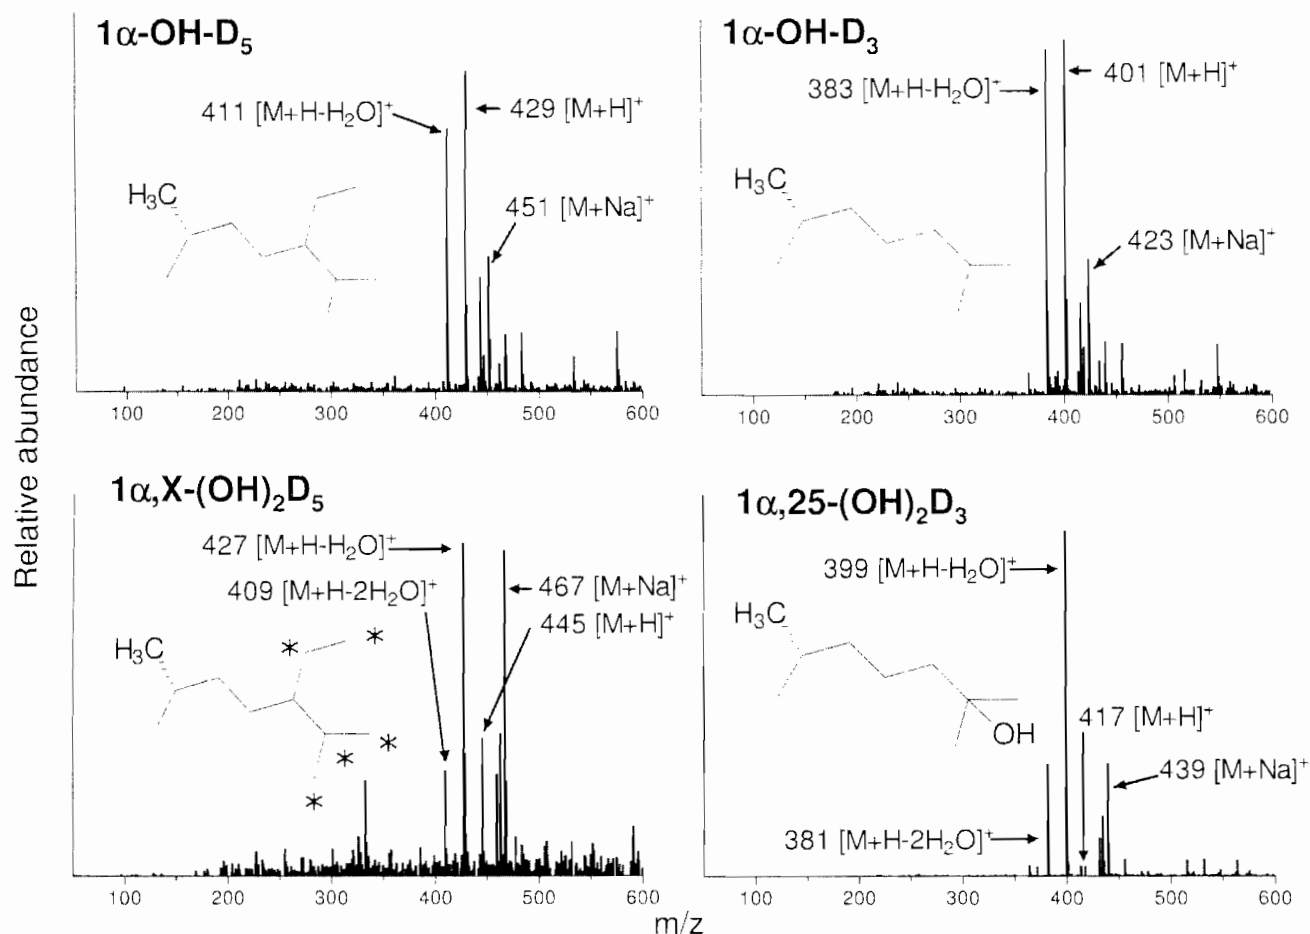 Relative abundance
1α-OH-D₅
411 [M+H-H₂O]⁺
429 [M+H]⁺
451 [M+Na]⁺
H₃C
100 200 300 400 500 600
1α-OH-D₃
383 [M+H-H₂O]⁺
401 [M+H]⁺
423 [M+Na]⁺
H₃C
100 200 300 400 500 600
1α,X-(OH)₂D₅
427 [M+H-H₂O]⁺
409 [M+H-2H₂O]⁺
467 [M+Na]⁺
445 [M+H]⁺
H₃C
* * * * *
100 200 300 400 500 600
1α,25-(OH)₂D₃
399 [M+H-H₂O]⁺
H₃C
OH
417 [M+H]⁺
439 [M+Na]⁺
381 [M+H-2H₂O]⁺
100 200 300 400 500 600
m/z